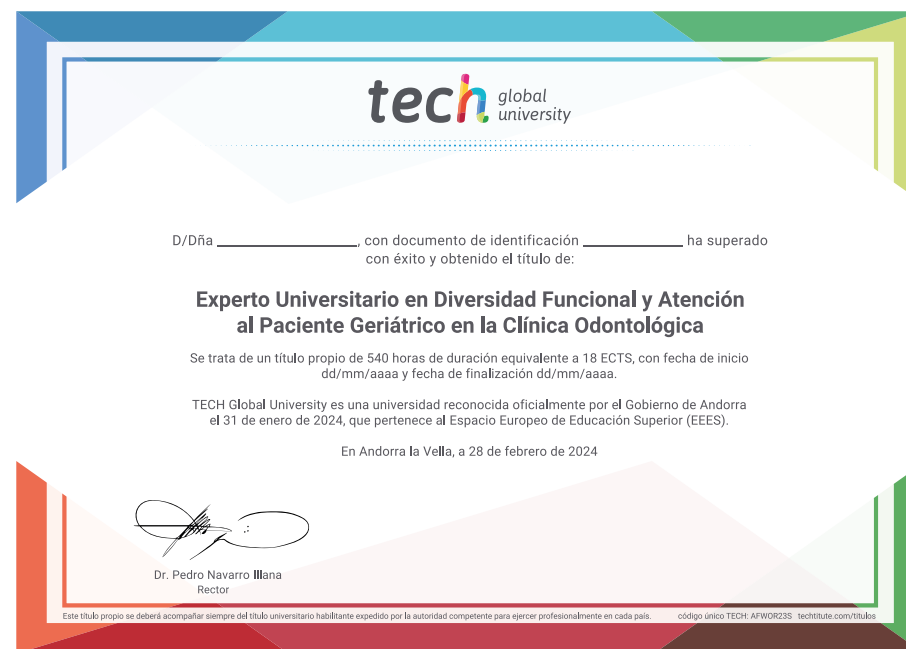 tech global university
D/Dña ____________________, con documento de identificación ______________ ha superado
con éxito y obtenido el título de:
Experto Universitario en Diversidad Funcional y Atención
al Paciente Geriátrico en la Clínica Odontológica
Se trata de un título propio de 540 horas de duración equivalente a 18 ECTS, con fecha de inicio
dd/mm/aaaa y fecha de finalización dd/mm/aaaa.
TECH Global University es una universidad reconocida oficialmente por el Gobierno de Andorra
el 31 de enero de 2024, que pertenece al Espacio Europeo de Educación Superior (EEES).
En Andorra la Vella, a 28 de febrero de 2024
Dr. Pedro Navarro Illana
Rector
Este título propio se deberá acompañar siempre del título universitario habilitante expedido por la autoridad competente para ejercer profesionalmente en cada país. código único TECH: AFWOR23S techtitute.com/titulos